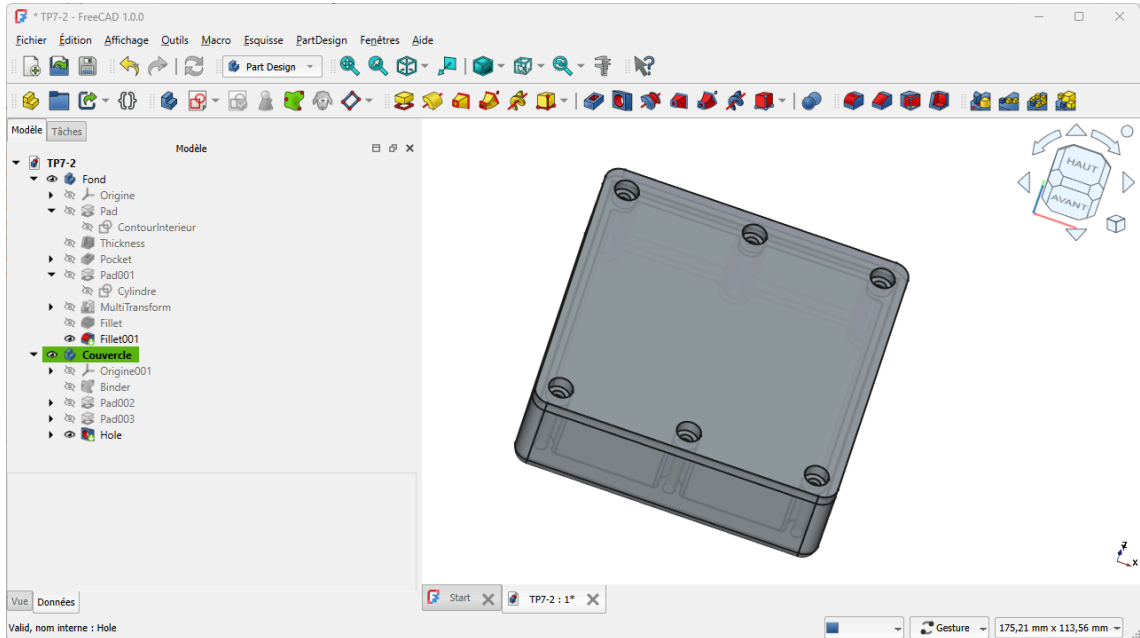 * TP7-2 - FreeCAD 1.0.0
Fichier Édition Affichage Outils Macro Esquisse PartDesign Fenêtres Aide
Part Design
Modèle Tâches
Modèle
TP7-2
Fond
Origine
Pad
ContourInterieur
Thickness
Pocket
Pad001
Cylindre
MultiTransform
Fillet
Fillet001
Couvercle
Origine001
Binder
Pad002
Pad003
Hole
HAUT
AVANT
Z
X
Vue Données
Start TP7-2 : 1*
Valid, nom interne : Hole
Gesture 175,21 mm x 113,56 mm